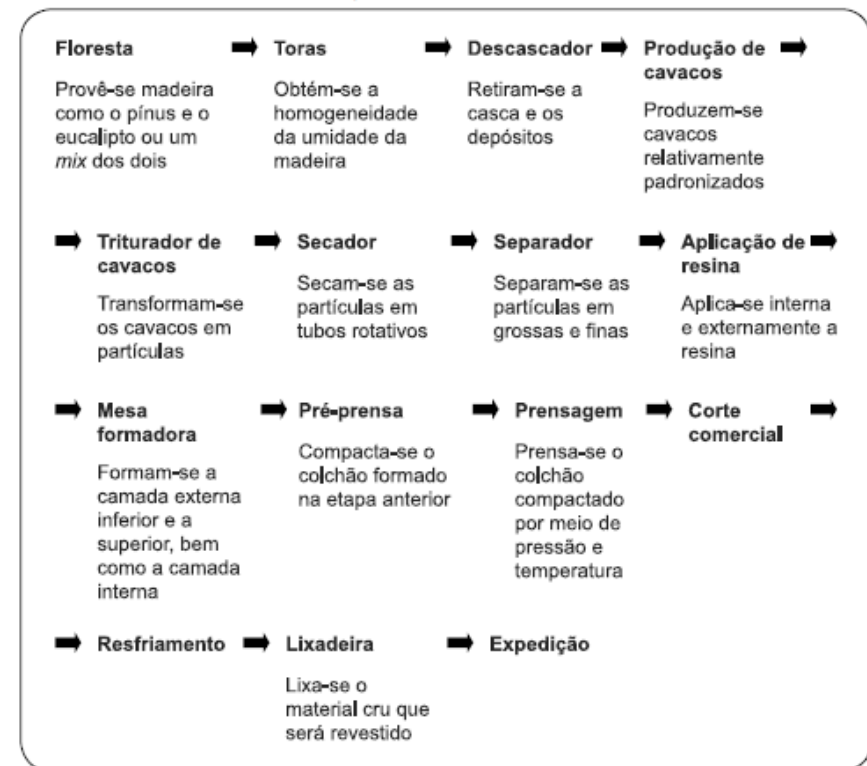 Floresta
Provê-se madeira
como o pínus e o
eucalipto ou um
mix dos dois
Toras
Obtém-se a
homogeneidade
da umidade da
madeira
Descascador
Retiram-se a
casca e os
depósitos
Produção de
cavacos
Produzem-se
cavacos
relativamente
padronizados
Triturador de
cavacos
Transformam-se
os cavacos em
partículas
Secador
Secam-se as
partículas em
tubos rotativos
Separador
Separam-se as
partículas em
grossas e finas
Aplicação de
resina
Aplica-se interna
e externamente a
resina
Mesa
formadora
Formam-se a
camada externa
inferior e a
superior, bem
como a camada
interna
Pré-prensa
Compacta-se o
colchão formado
na etapa anterior
Prensagem
Prensa-se o
colchão
compactado
por meio de
pressão e
temperatura
Corte
comercial
Resfriamento
Lixadeira
Lixa-se o
material cru que
será revestido
Expedição